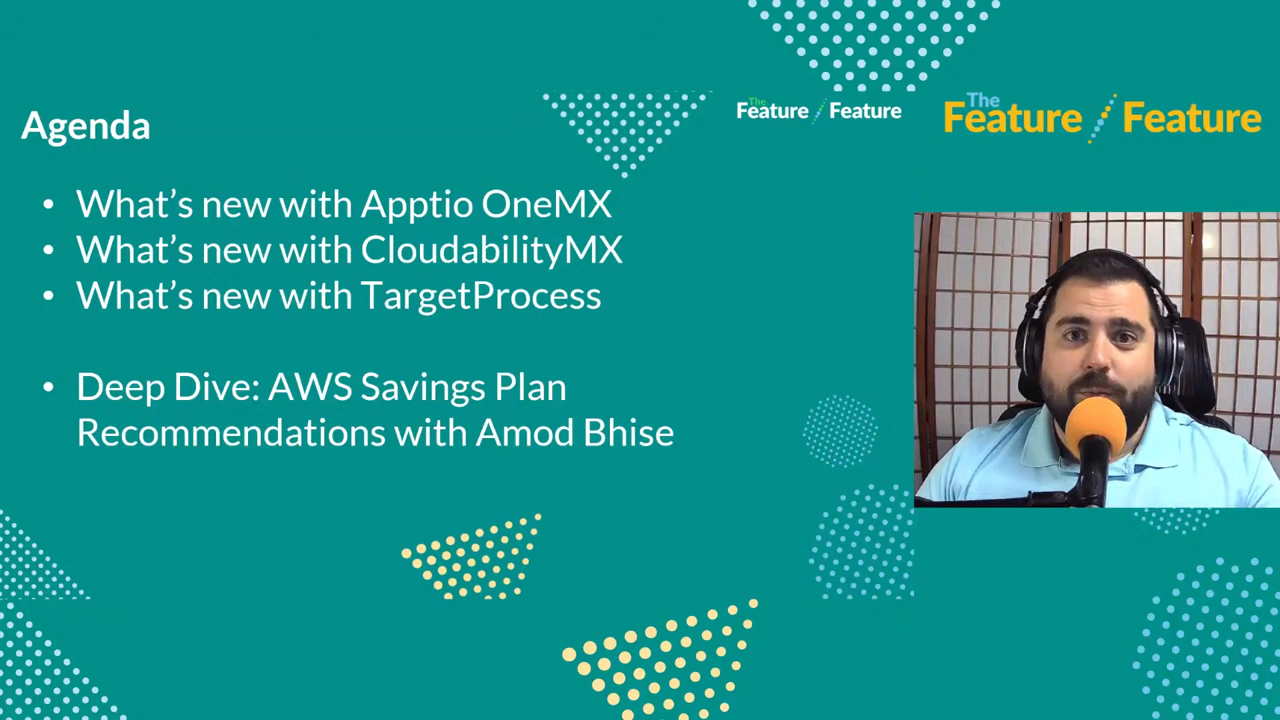 Agenda
The
Feature / Feature
The
Feature / Feature
• What’s new with Apptio OneMX
• What’s new with CloudabilityMX
• What’s new with TargetProcess
• Deep Dive: AWS Savings Plan
Recommendations with Amod Bhise